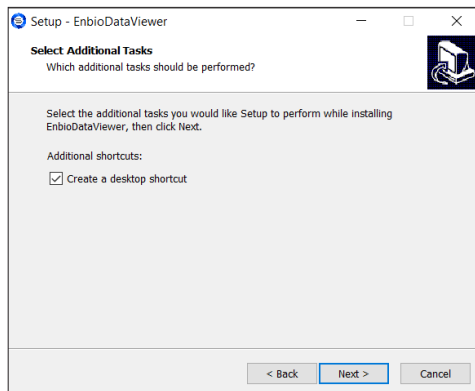 Setup - EnbioDataViewer
Select Additional Tasks
Which additional tasks should be performed?
Select the additional tasks you would like Setup to perform while installing
EnbioDataViewer, then click Next.
Additional shortcuts:
Create a desktop shortcut
< Back Next > Cancel